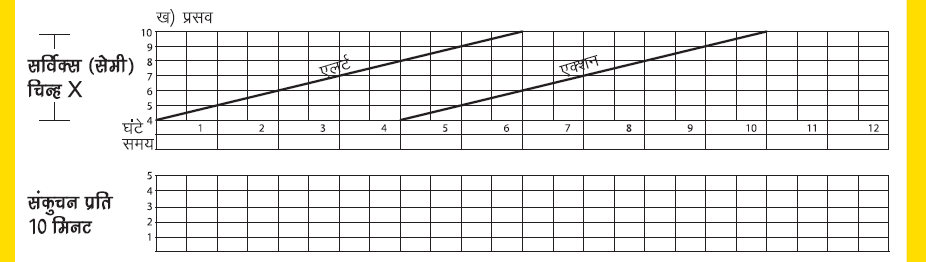 ख) प्रसव
10
9
8
7
6
5
4
सर्विक्स (सेमी)
चिन्ह X
एलर्ट
एक्शन
घंटे 1 2 3 4 5 6 7 8 9 10 11 12
समय
5
4
3
2
1
संकुचन प्रति
10 मिनट